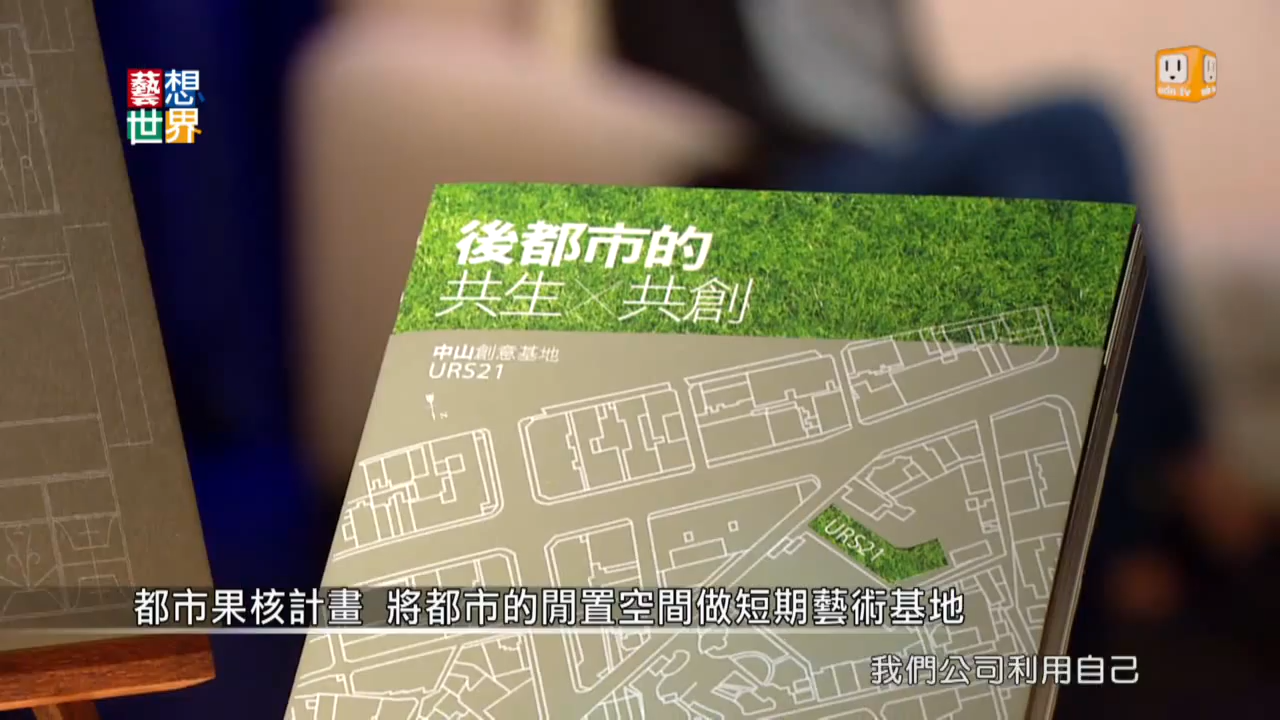 藝想
世界
udn tv
後都市的
共生×共創
中山創意基地
URS21
N
URS21
都市果核計畫 將都市的閒置空間做短期藝術基地
我們公司利用自己